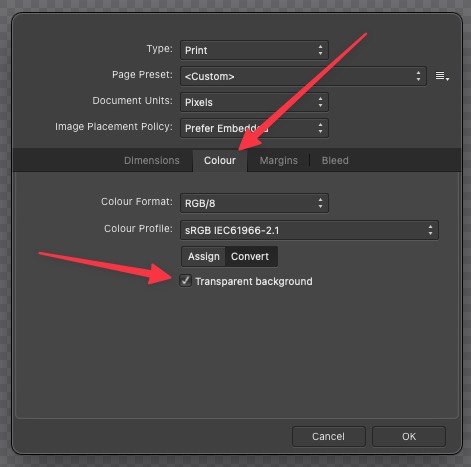 Type: Print
Page Preset: <Custom>
Document Units: Pixels
Image Placement Policy: Prefer Embedded
Dimensions Colour Margins Bleed
Colour Format: RGB/8
Colour Profile: sRGB IEC61966-2.1
Assign Convert
Transparent background
Cancel OK